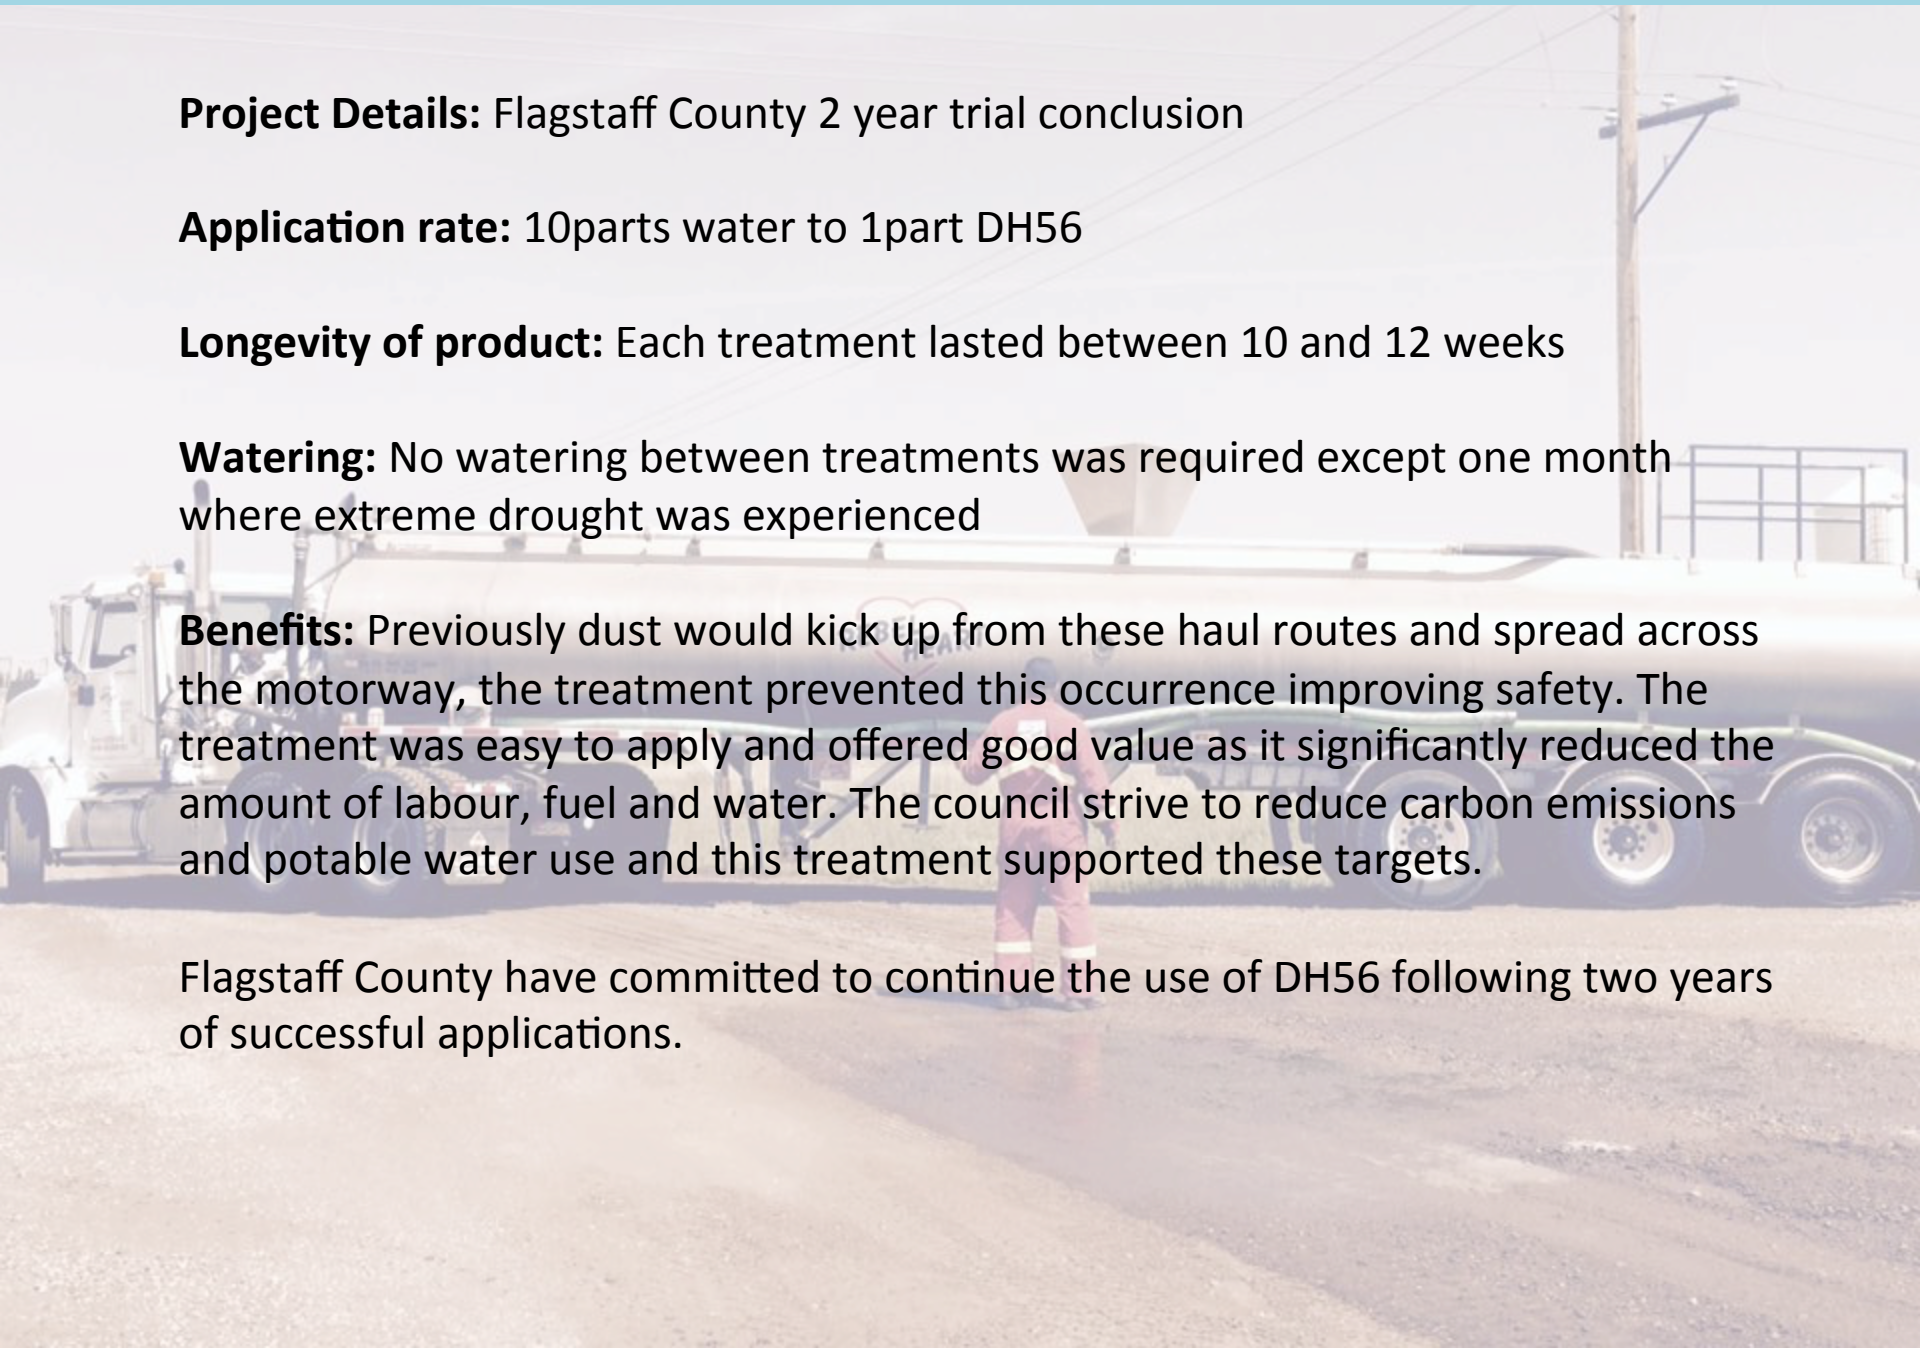 Project Details: Flagstaff County 2 year trial conclusion
Application rate: 10parts water to 1part DH56
Longevity of product: Each treatment lasted between 10 and 12 weeks
Watering: No watering between treatments was required except one month
where extreme drought was experienced
REBEL
HEART
Benefits: Previously dust would kick up from these haul routes and spread across
the motorway, the treatment prevented this occurrence improving safety. The
treatment was easy to apply and offered good value as it significantly reduced the
amount of labour, fuel and water. The council strive to reduce carbon emissions
and potable water use and this treatment supported these targets.
Flagstaff County have committed to continue the use of DH56 following two years
of successful applications.